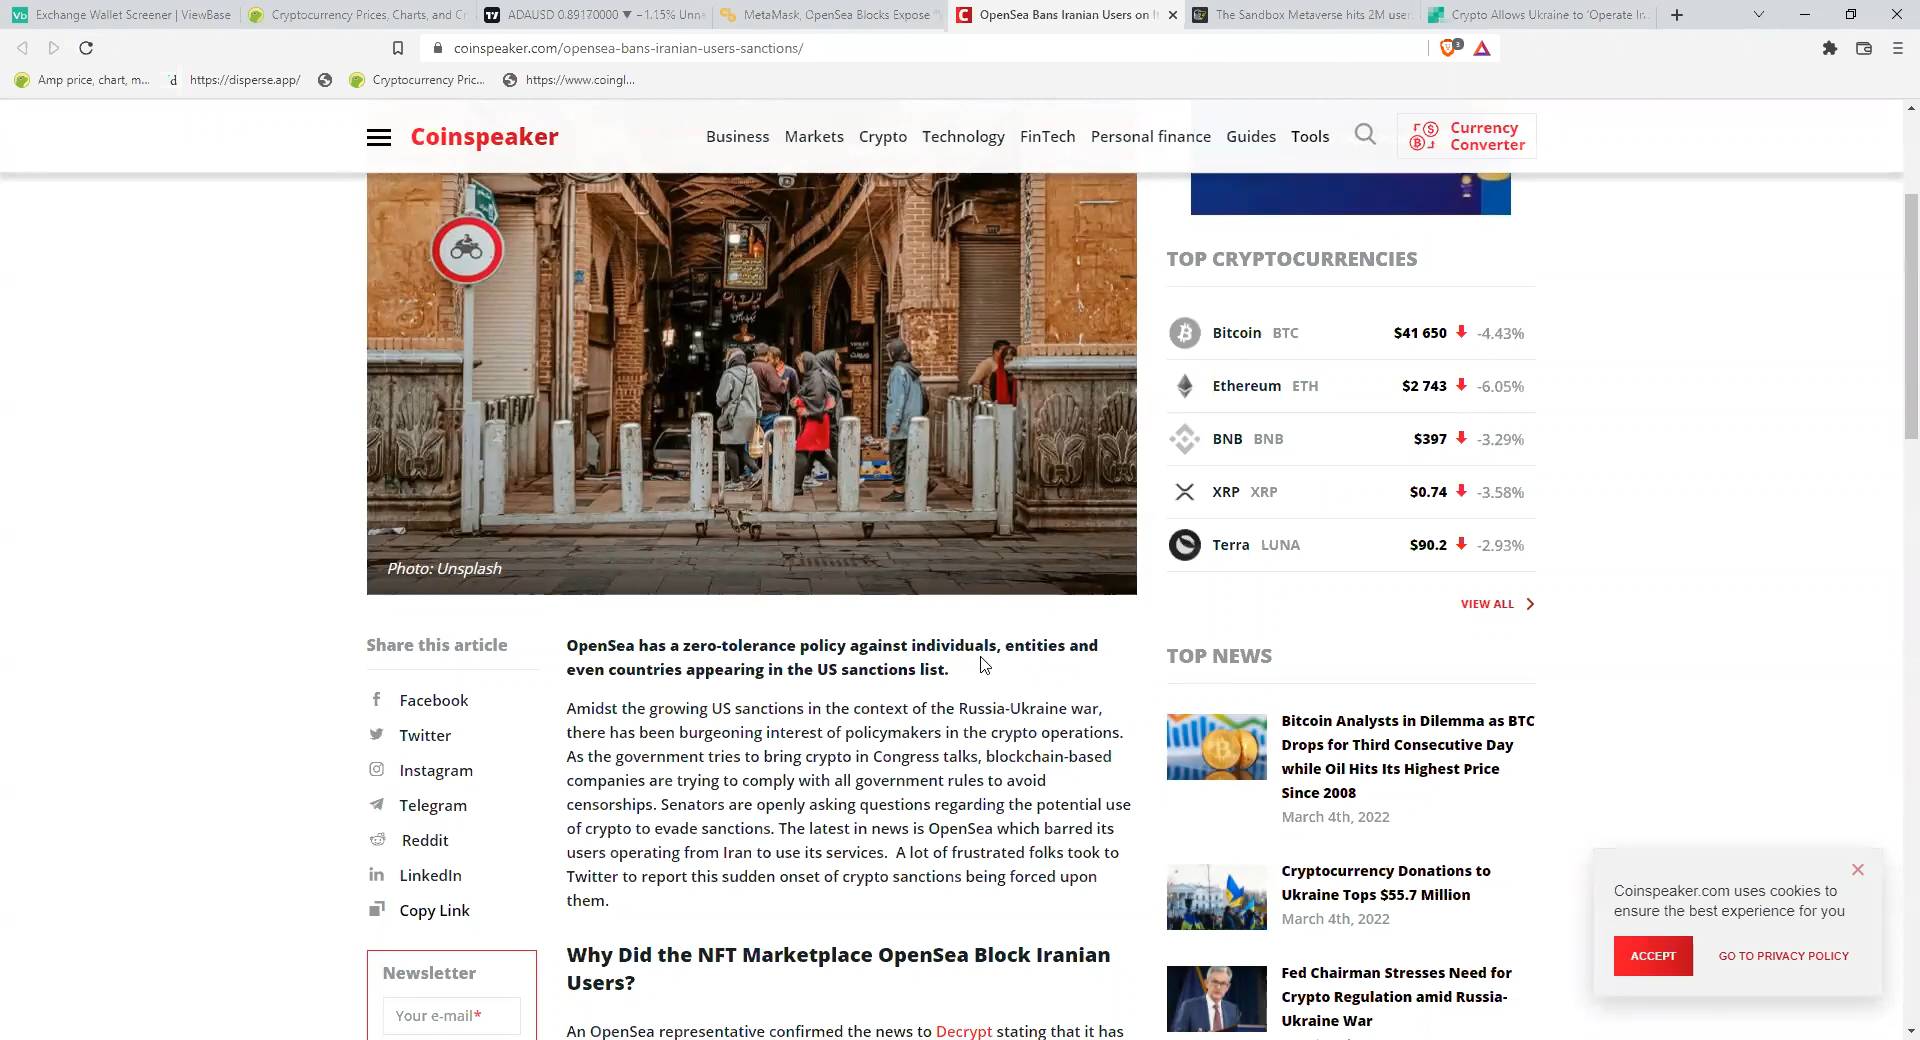 Exchange Wallet Screener | ViewBase
Cryptocurrency Prices, Charts, and Cr
ADAUSD 0.89170000 ▼ −1.15% Unna
MetaMask, OpenSea Blocks Expose
OpenSea Bans Iranian Users on I
The Sandbox Metaverse hits 2M user
Crypto Allows Ukraine to 'Operate In
coinspeaker.com/opensea-bans-iranian-users-sanctions/
3
Amp price, chart, m...
https://disperse.app/
Cryptocurrency Pric...
https://www.coingl...
Coinspeaker
Business
Markets
Crypto
Technology
FinTech
Personal finance
Guides
Tools
Currency
Converter
Photo: Unsplash
TOP CRYPTOCURRENCIES
Bitcoin BTC $41 650 -4.43%
Ethereum ETH $2 743 -6.05%
BNB BNB $397 -3.29%
XRP XRP $0.74 -3.58%
Terra LUNA $90.2 -2.93%
VIEW ALL
Share this article
Facebook
Twitter
Instagram
Telegram
Reddit
LinkedIn
Copy Link
Newsletter
Your e-mail*
OpenSea has a zero-tolerance policy against individuals, entities and
even countries appearing in the US sanctions list.
Amidst the growing US sanctions in the context of the Russia-Ukraine war,
there has been burgeoning interest of policymakers in the crypto operations.
As the government tries to bring crypto in Congress talks, blockchain-based
companies are trying to comply with all government rules to avoid
censorships. Senators are openly asking questions regarding the potential use
of crypto to evade sanctions. The latest in news is OpenSea which barred its
users operating from Iran to use its services. A lot of frustrated folks took to
Twitter to report this sudden onset of crypto sanctions being forced upon
them.
Why Did the NFT Marketplace OpenSea Block Iranian
Users?
An OpenSea representative confirmed the news to Decrypt stating that it has
TOP NEWS
Bitcoin Analysts in Dilemma as BTC
Drops for Third Consecutive Day
while Oil Hits Its Highest Price
Since 2008
March 4th, 2022
Cryptocurrency Donations to
Ukraine Tops $55.7 Million
March 4th, 2022
Fed Chairman Stresses Need for
Crypto Regulation amid Russia-
Ukraine War
Coinspeaker.com uses cookies to
ensure the best experience for you
ACCEPT
GO TO PRIVACY POLICY